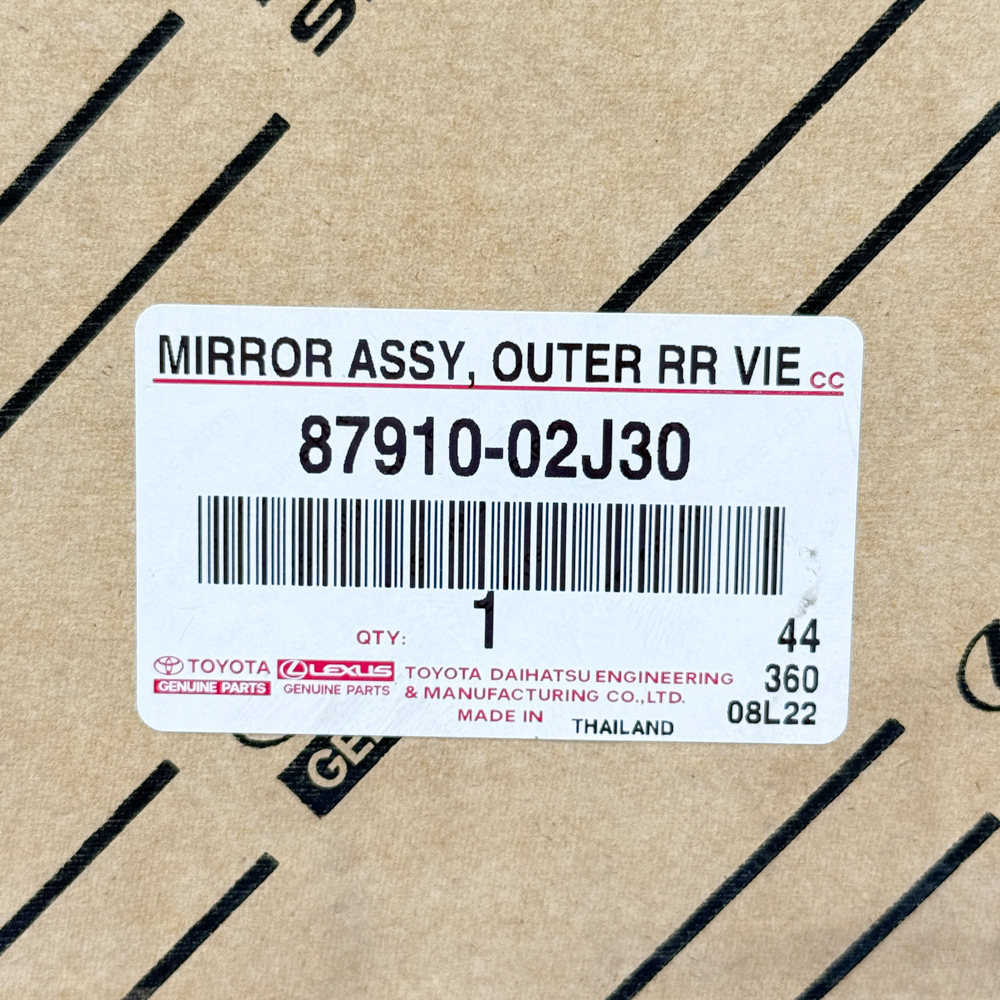 MIRROR ASSY, OUTER RR VIE CC
87910-02J30
QTY: 1
44
360
08L22
TOYOTA
GENUINE PARTS
LEXUS
GENUINE PARTS
TOYOTA DAIHATSU ENGINEERING
& MANUFACTURING CO.,LTD.
MADE IN THAILAND
GE